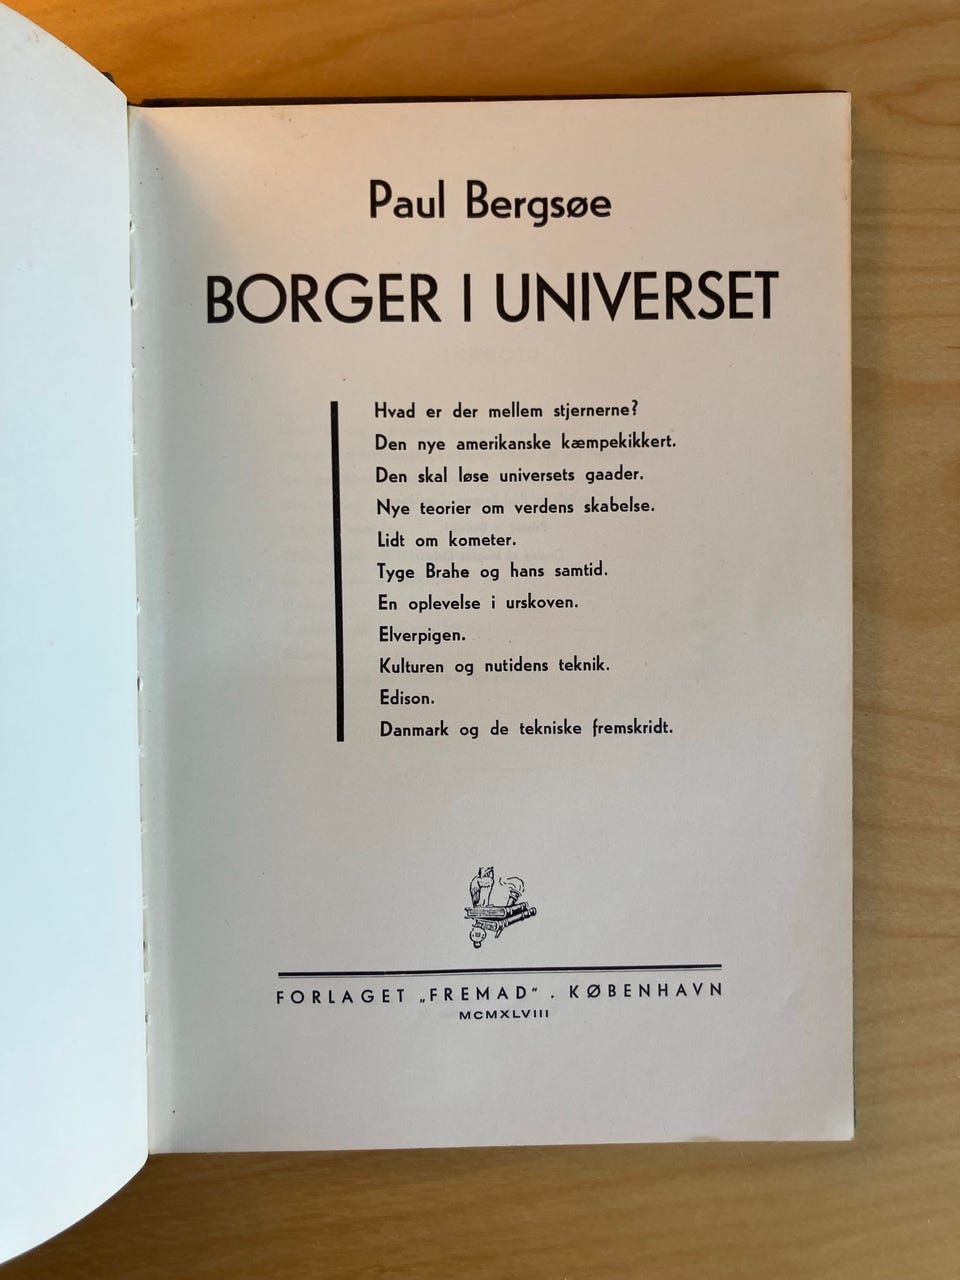 Paul Bergsøe
BORGER I UNIVERSET
Hvad er der mellem stjernerne?
Den nye amerikanske kæmpekikkert.
Den skal løse universets gaader.
Nye teorier om verdens skabelse.
Lidt om kometer.
Tyge Brahe og hans samtid.
En oplevelse i urskoven.
Elverpigen.
Kulturen og nutidens teknik.
Edison.
Danmark og de tekniske fremskridt.
FORLAGET „FREMAD“ . KØBENHAVN
MCMXLVIII